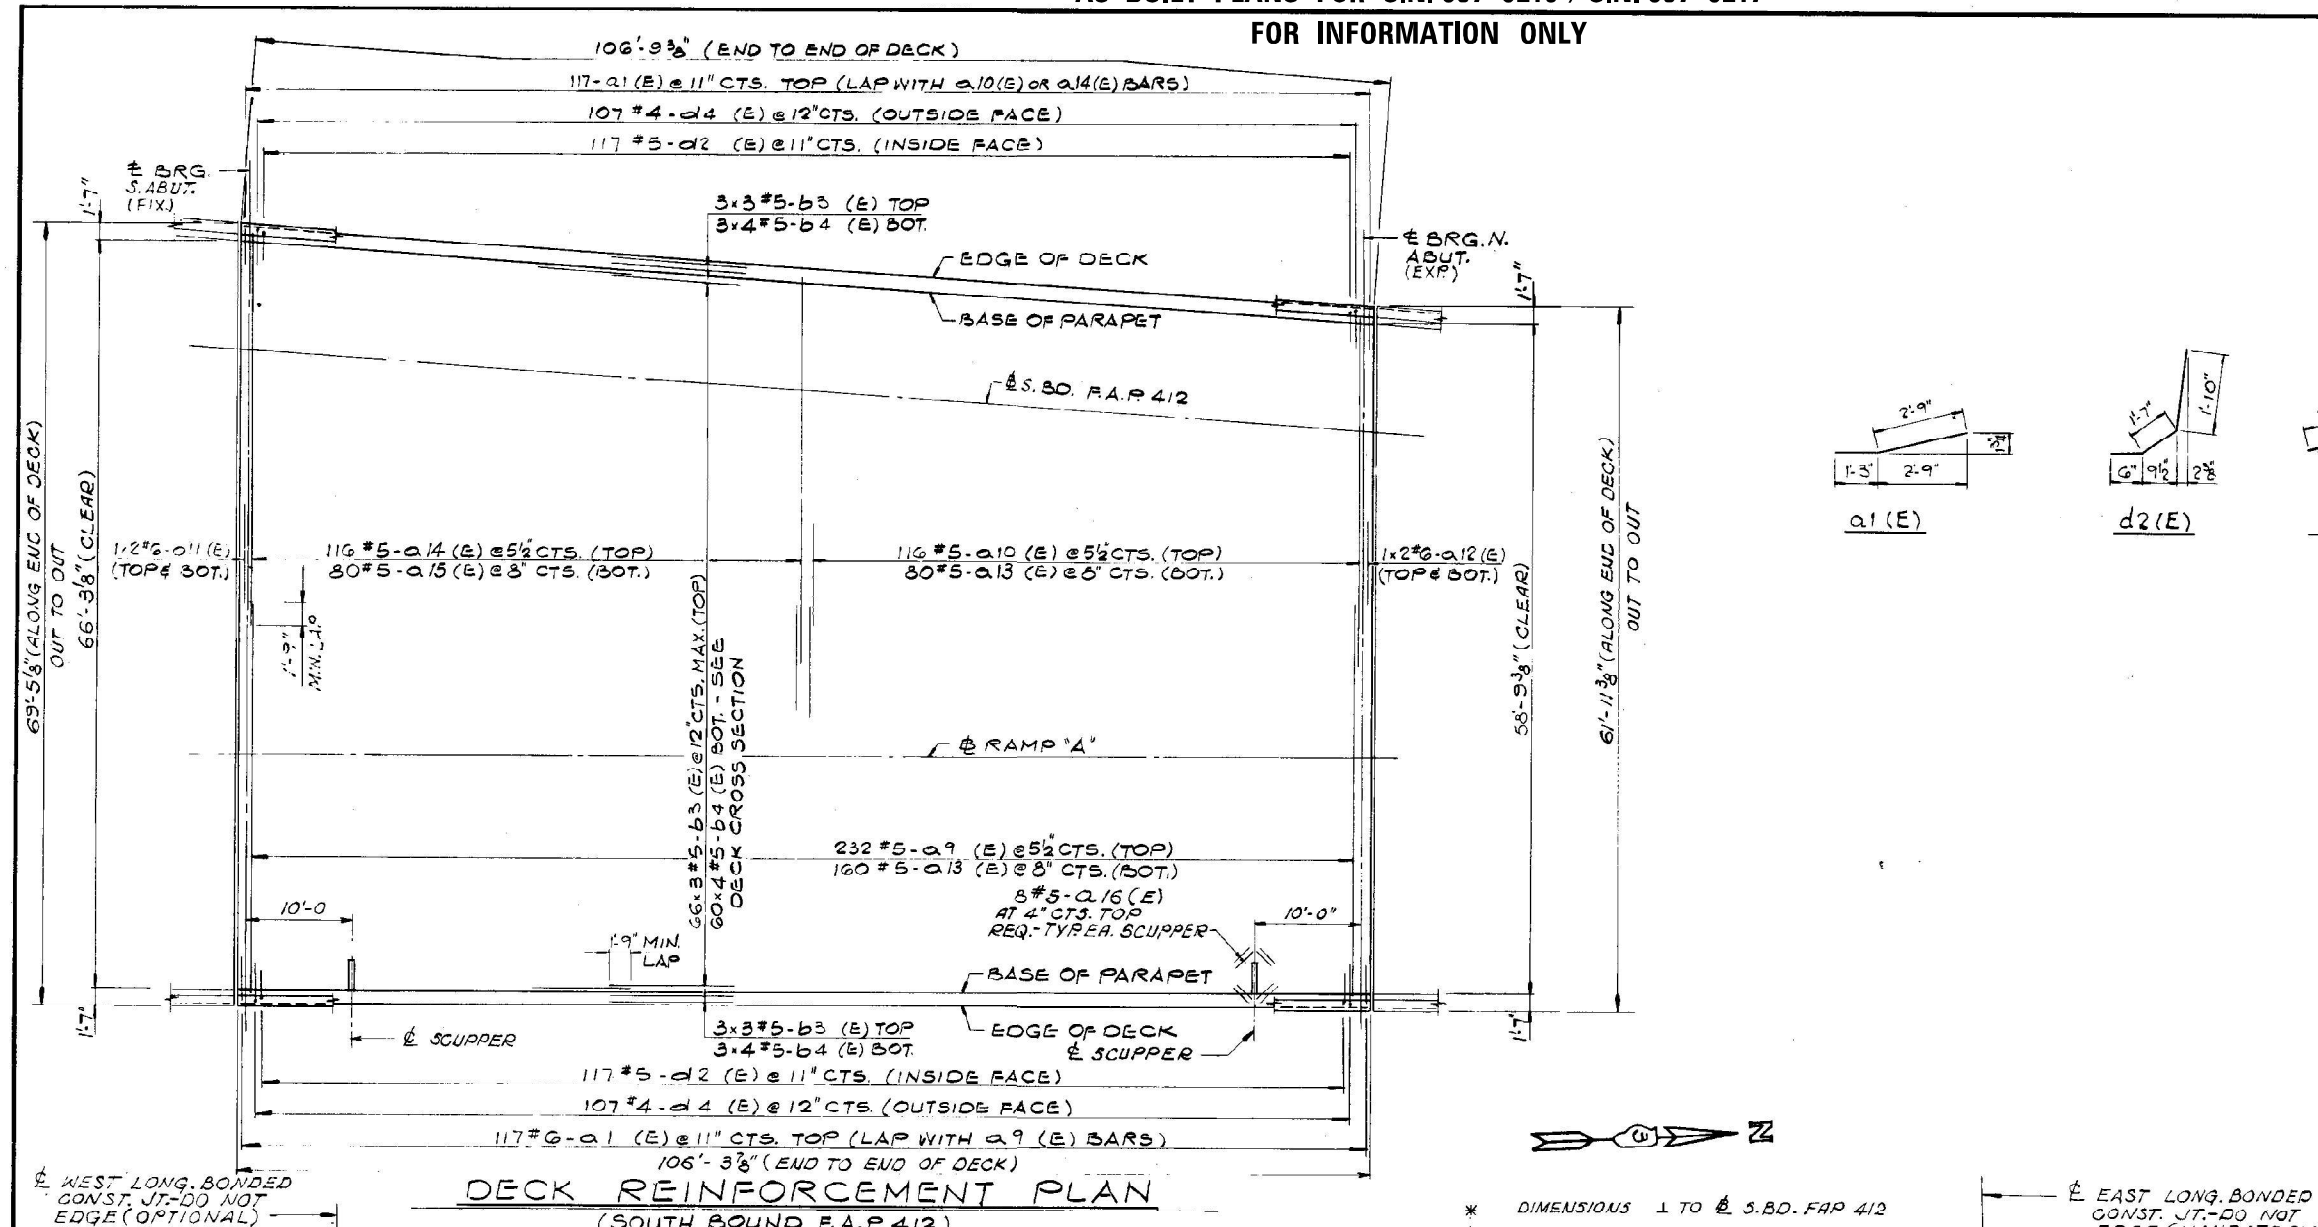 FOR INFORMATION ONLY
106'-9⅜" (END TO END OF DECK)
117-a1 (E) @ 11" CTS. TOP (LAP WITH a10(E) OR a14(E) BARS)
107 #4-d4 (E) @ 12" CTS. (OUTSIDE FACE)
117 #5-d2 (E) @ 11" CTS. (INSIDE FACE)
℄ BRG.
S. ABUT.
(FIX.)
1'-7"
3x3 #5-b3 (E) TOP
3x4 #5-b4 (E) BOT.
EDGE OF DECK
BASE OF PARAPET
℄ BRG. N.
ABUT.
(EXP.)
1'-7"
℄ S. BD. F.A.P. 412
69'-5⅛" (ALONG END OF DECK)
OUT TO OUT
66'-3⅛" (CLEAR)
1x2#6-a11 (E)
(TOP & BOT.)
116 #5-a14 (E) @ 5½" CTS. (TOP)
80 #5-a15 (E) @ 8" CTS. (BOT.)
116 #5-a10 (E) @ 5½" CTS. (TOP)
80 #5-a13 (E) @ 8" CTS. (BOT.)
1x2 #6-a12 (E)
(TOP & BOT.)
1'-9"
MIN. LAP
66x3 #5-b3 (E) @ 12" CTS. MAX. (TOP)
60x4 #5-b4 (E) BOT. - SEE
DECK CROSS SECTION
58'-9⅜" (CLEAR)
61'-11⅜" (ALONG END OF DECK)
OUT TO OUT
2'-9"
1'-3" 2'-9"
a1 (E)
1'-7"
1'-10"
6" 9½" 2⅜"
d2 (E)
℄ RAMP "A"
232 #5-a9 (E) @ 5½" CTS. (TOP)
160 #5-a13 (E) @ 8" CTS. (BOT.)
8 #5-a16 (E)
AT 4" CTS. TOP
REQ.-TYP. EA. SCUPPER
10'-0
10'-0"
1'-9" MIN.
LAP
BASE OF PARAPET
EDGE OF DECK
1'-7"
℄ SCUPPER
3x3 #5-b3 (E) TOP
3x4 #5-b4 (E) BOT.
℄ SCUPPER
1'-7"
117 #5-d2 (E) @ 11" CTS. (INSIDE FACE)
107 #4-d4 (E) @ 12" CTS. (OUTSIDE FACE)
117 #6-a1 (E) @ 11" CTS. TOP (LAP WITH a9 (E) BARS)
106'-3⅞" (END TO END OF DECK)
N
℄ WEST LONG. BONDED
CONST. JT.-DO NOT
EDGE (OPTIONAL)
DECK REINFORCEMENT PLAN
(SOUTH BOUND F.A.P. 412)
* DIMENSIONS ⊥ TO ℄ S.BD. FAP 412
℄ EAST LONG. BONDED
CONST. JT.-DO NOT